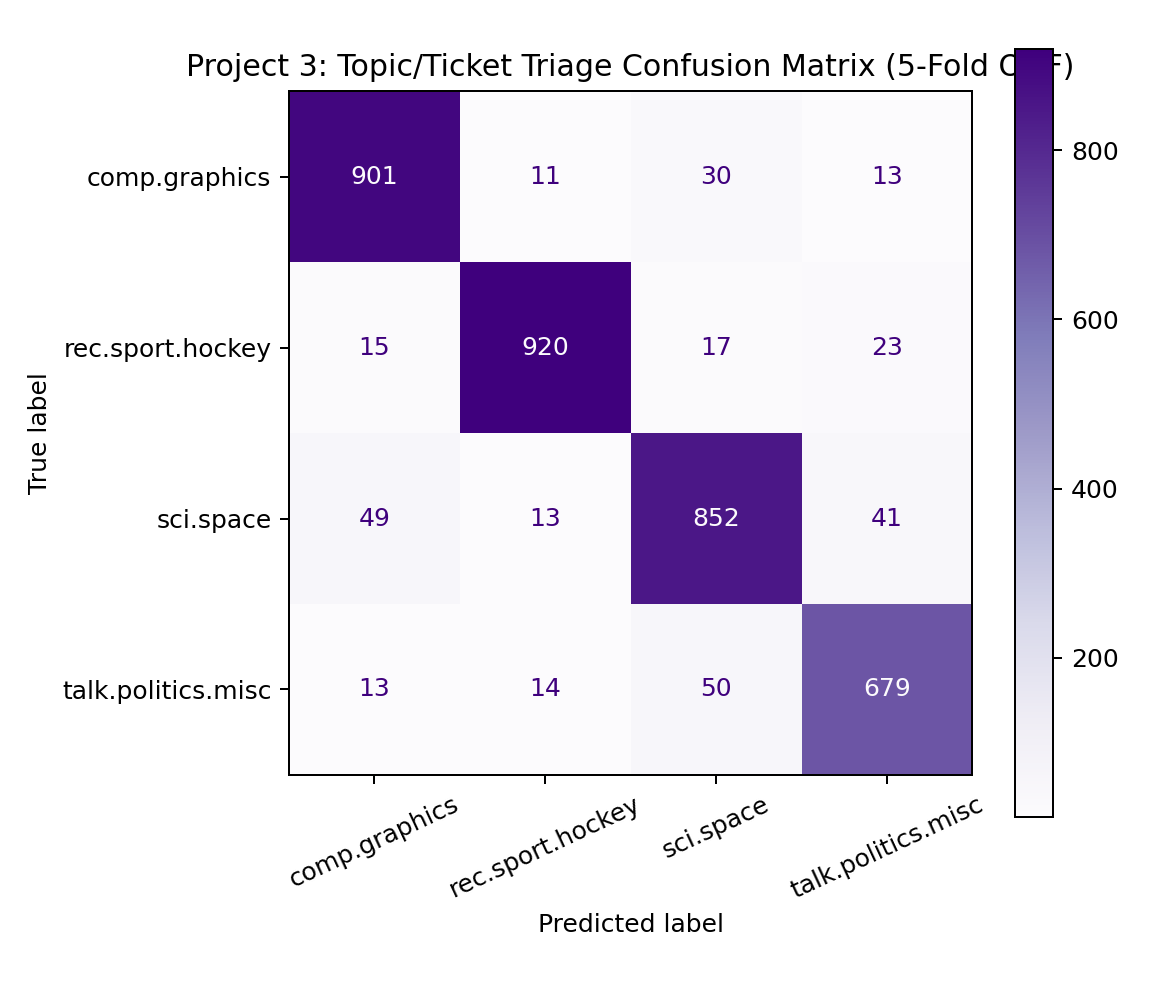 Project 3: Topic/Ticket Triage Confusion Matrix (5-Fold
800
600
400
200
comp.graphics 901 11 30 13
rec.sport.hockey 15 920 17 23
sci.space 49 13 852 41
talk.politics.misc 13 14 50 679
True label
comp.graphics rec.sport.hockey sci.space talk.politics.misc
Predicted label